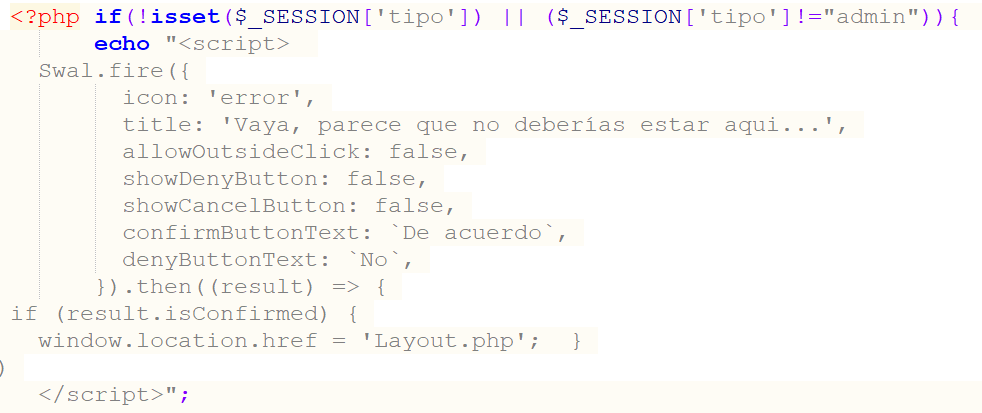 <?php if(!isset($_SESSION['tipo']) || ($_SESSION['tipo']!="admin")){
echo "<script>
Swal.fire({
icon: 'error',
title: 'Vaya, parece que no deberías estar aqui...',
allowOutsideClick: false,
showDenyButton: false,
showCancelButton: false,
confirmButtonText: `De acuerdo`,
denyButtonText: `No`,
}).then((result) => {
if (result.isConfirmed) {
window.location.href = 'Layout.php';  }
)
</script>";